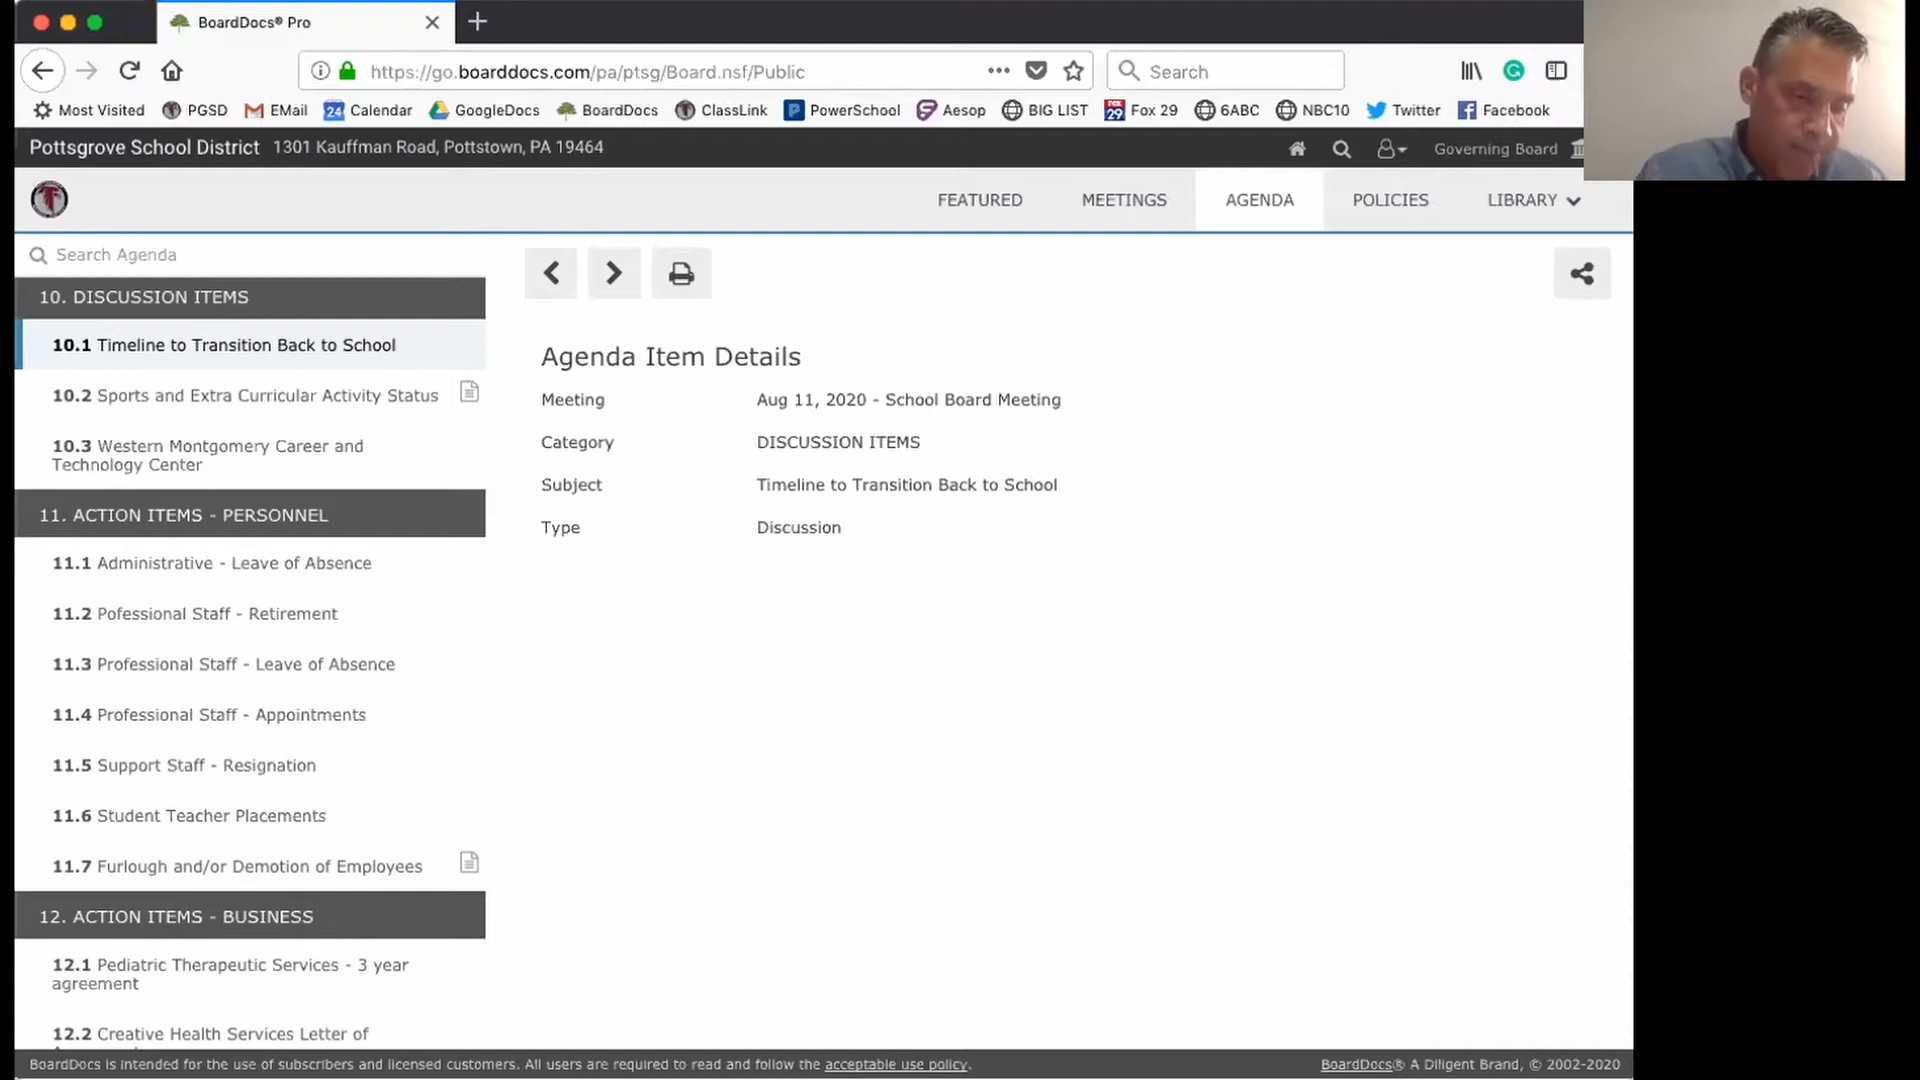 BoardDocs® Pro
https://go.boarddocs.com/pa/ptsg/Board.nsf/Public
Search
Most Visited PGSD EMail 24 Calendar GoogleDocs BoardDocs ClassLink PowerSchool Aesop BIG LIST FOX 29 Fox 29 6ABC NBC10 Twitter Facebook
Pottsgrove School District 1301 Kauffman Road, Pottstown, PA 19464
Governing Board
FEATURED MEETINGS AGENDA POLICIES LIBRARY
Search Agenda
10. DISCUSSION ITEMS
10.1 Timeline to Transition Back to School
10.2 Sports and Extra Curricular Activity Status
10.3 Western Montgomery Career and
Technology Center
11. ACTION ITEMS - PERSONNEL
11.1 Administrative - Leave of Absence
11.2 Pofessional Staff - Retirement
11.3 Professional Staff - Leave of Absence
11.4 Professional Staff - Appointments
11.5 Support Staff - Resignation
11.6 Student Teacher Placements
11.7 Furlough and/or Demotion of Employees
12. ACTION ITEMS - BUSINESS
12.1 Pediatric Therapeutic Services - 3 year
agreement
12.2 Creative Health Services Letter of
Agenda Item Details
Meeting Aug 11, 2020 - School Board Meeting
Category DISCUSSION ITEMS
Subject Timeline to Transition Back to School
Type Discussion
BoardDocs is intended for the use of subscribers and licensed customers. All users are required to read and follow the acceptable use policy.
BoardDocs® A Diligent Brand, © 2002-2020